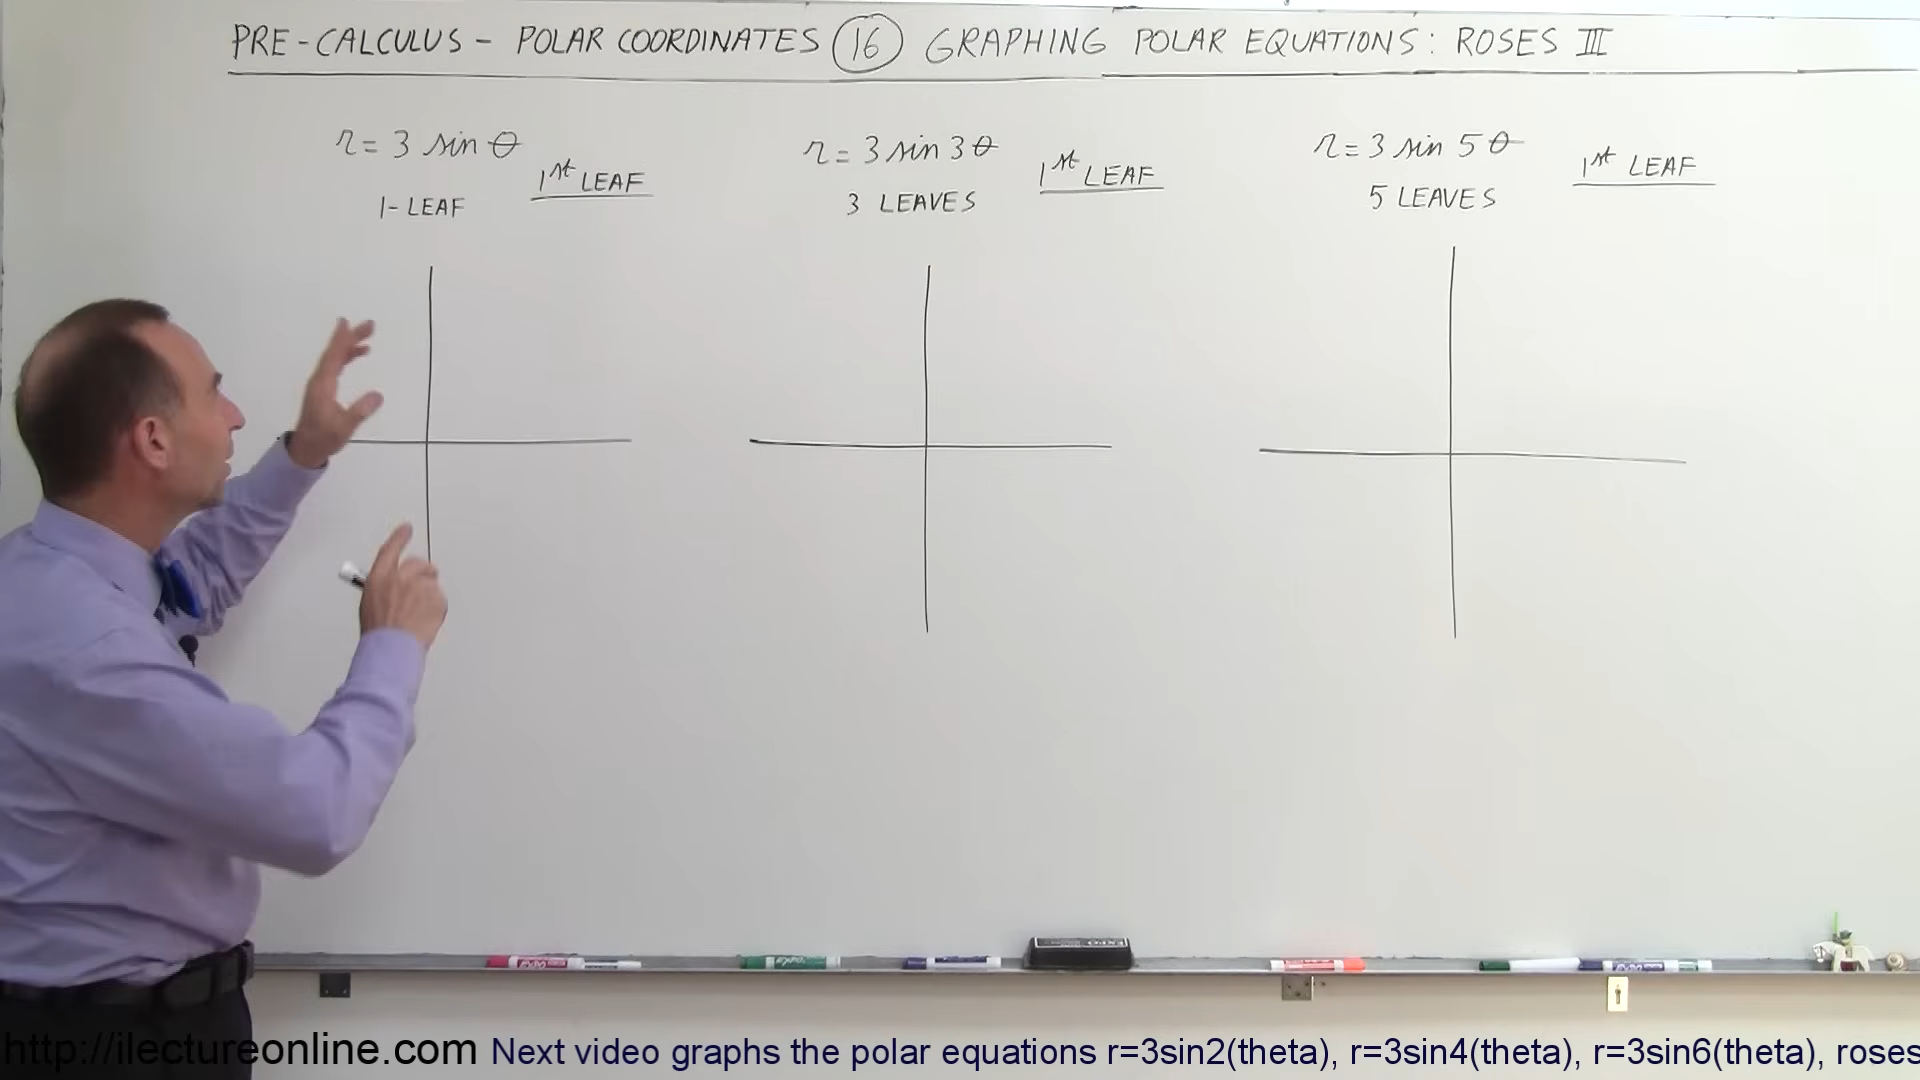 PRE-CALCULUS - POLAR COORDINATES 16 GRAPHING POLAR EQUATIONS: ROSES III
r = 3 sin θ
1st LEAF
1- LEAF
r = 3 sin 3θ
1st LEAF
3 LEAVES
r = 3 sin 5θ
1st LEAF
5 LEAVES
EXPO
http://ilectureonline.com Next video graphs the polar equations r=3sin2(theta), r=3sin4(theta), r=3sin6(theta), roses